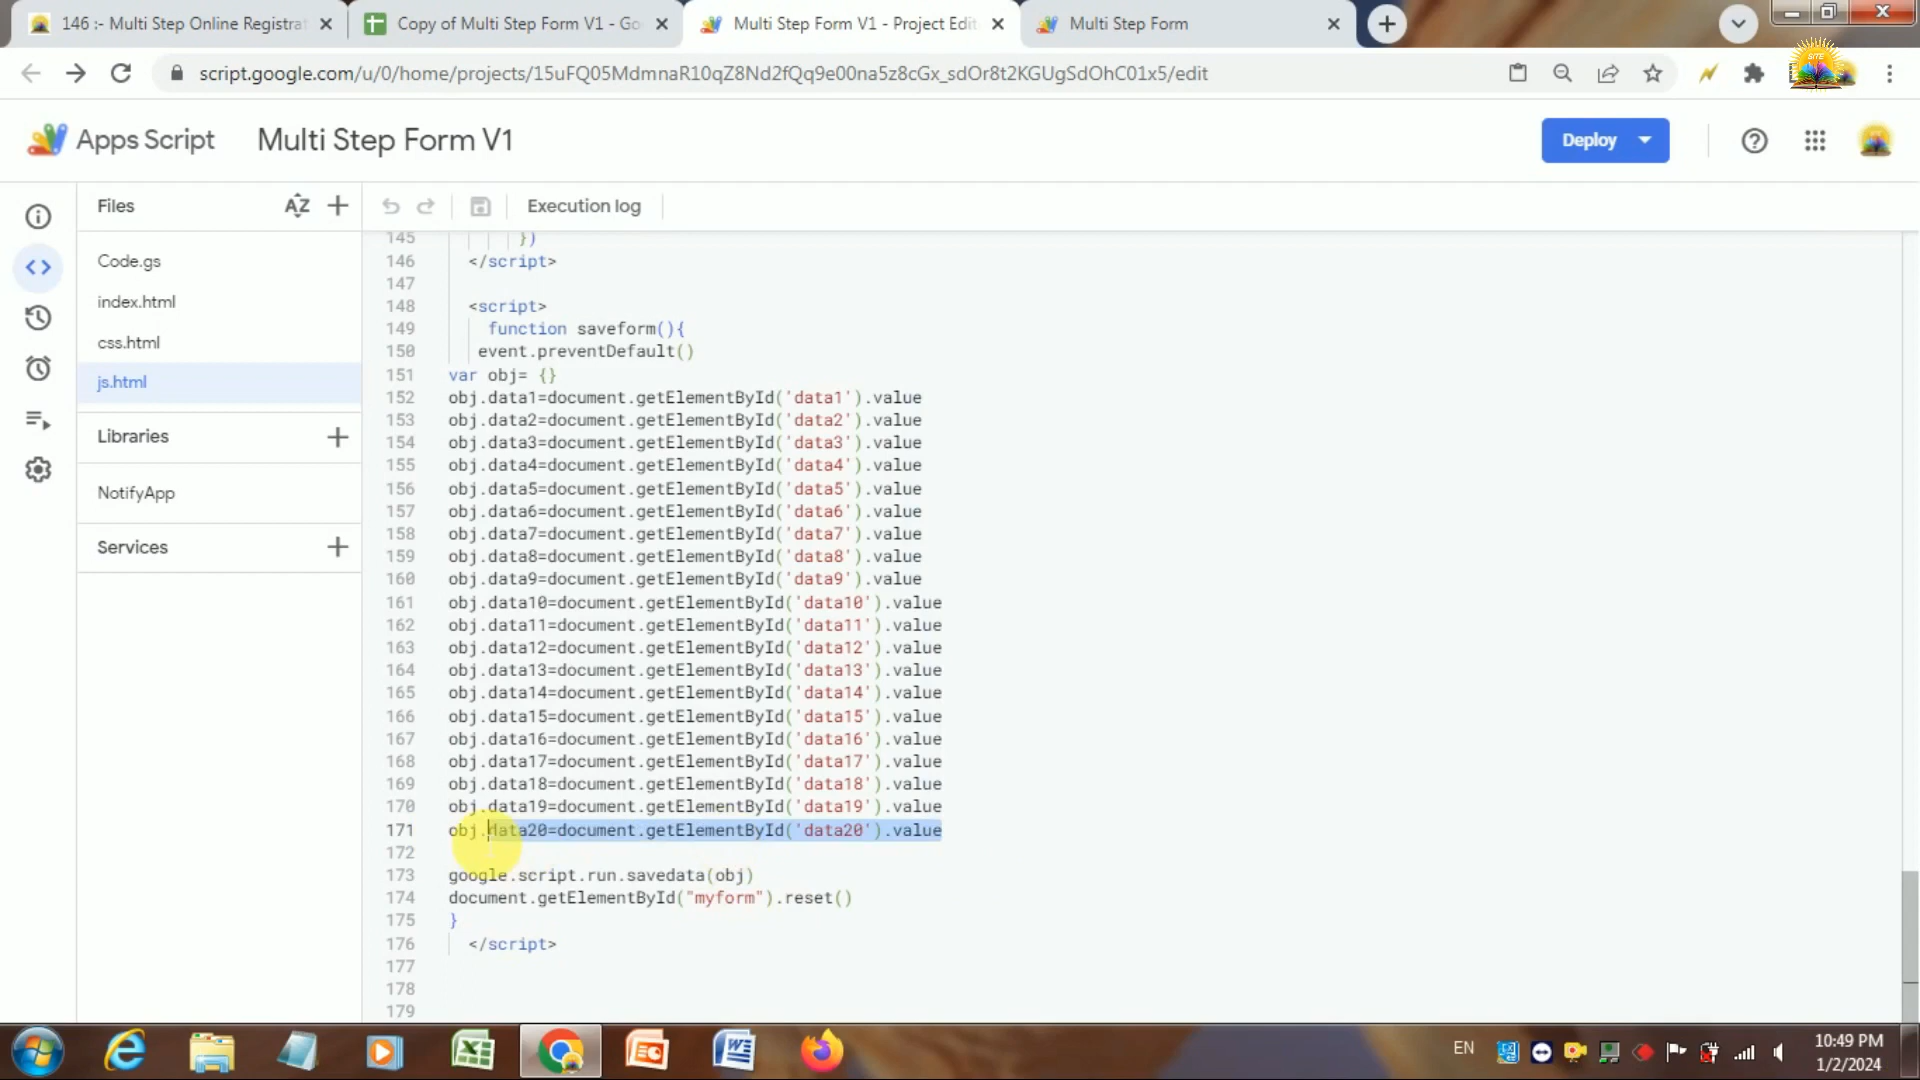 146 :- Multi Step Online Registrat
Copy of Multi Step Form V1 - Go
Multi Step Form V1 - Project Edit
Multi Step Form
script.google.com/u/0/home/projects/15uFQ05MdmnaR10qZ8Nd2fQq9e00na5z8cGx_sdOr8t2KGUgSdOhC01x5/edit
SITE
Apps Script
Multi Step Form V1
Deploy
Files
AZ
Execution log
Code.gs
index.html
css.html
js.html
Libraries
NotifyApp
Services
145 })
146 </script>
147
148 <script>
149 function saveform(){
150 event.preventDefault()
151 var obj= {}
152 obj.data1=document.getElementById('data1').value
153 obj.data2=document.getElementById('data2').value
154 obj.data3=document.getElementById('data3').value
155 obj.data4=document.getElementById('data4').value
156 obj.data5=document.getElementById('data5').value
157 obj.data6=document.getElementById('data6').value
158 obj.data7=document.getElementById('data7').value
159 obj.data8=document.getElementById('data8').value
160 obj.data9=document.getElementById('data9').value
161 obj.data10=document.getElementById('data10').value
162 obj.data11=document.getElementById('data11').value
163 obj.data12=document.getElementById('data12').value
164 obj.data13=document.getElementById('data13').value
165 obj.data14=document.getElementById('data14').value
166 obj.data15=document.getElementById('data15').value
167 obj.data16=document.getElementById('data16').value
168 obj.data17=document.getElementById('data17').value
169 obj.data18=document.getElementById('data18').value
170 obj.data19=document.getElementById('data19').value
171 obj.data20=document.getElementById('data20').value
172
173 google.script.run.savedata(obj)
174 document.getElementById("myform").reset()
175 }
176 </script>
177
178
179
EN
10:49 PM
1/2/2024